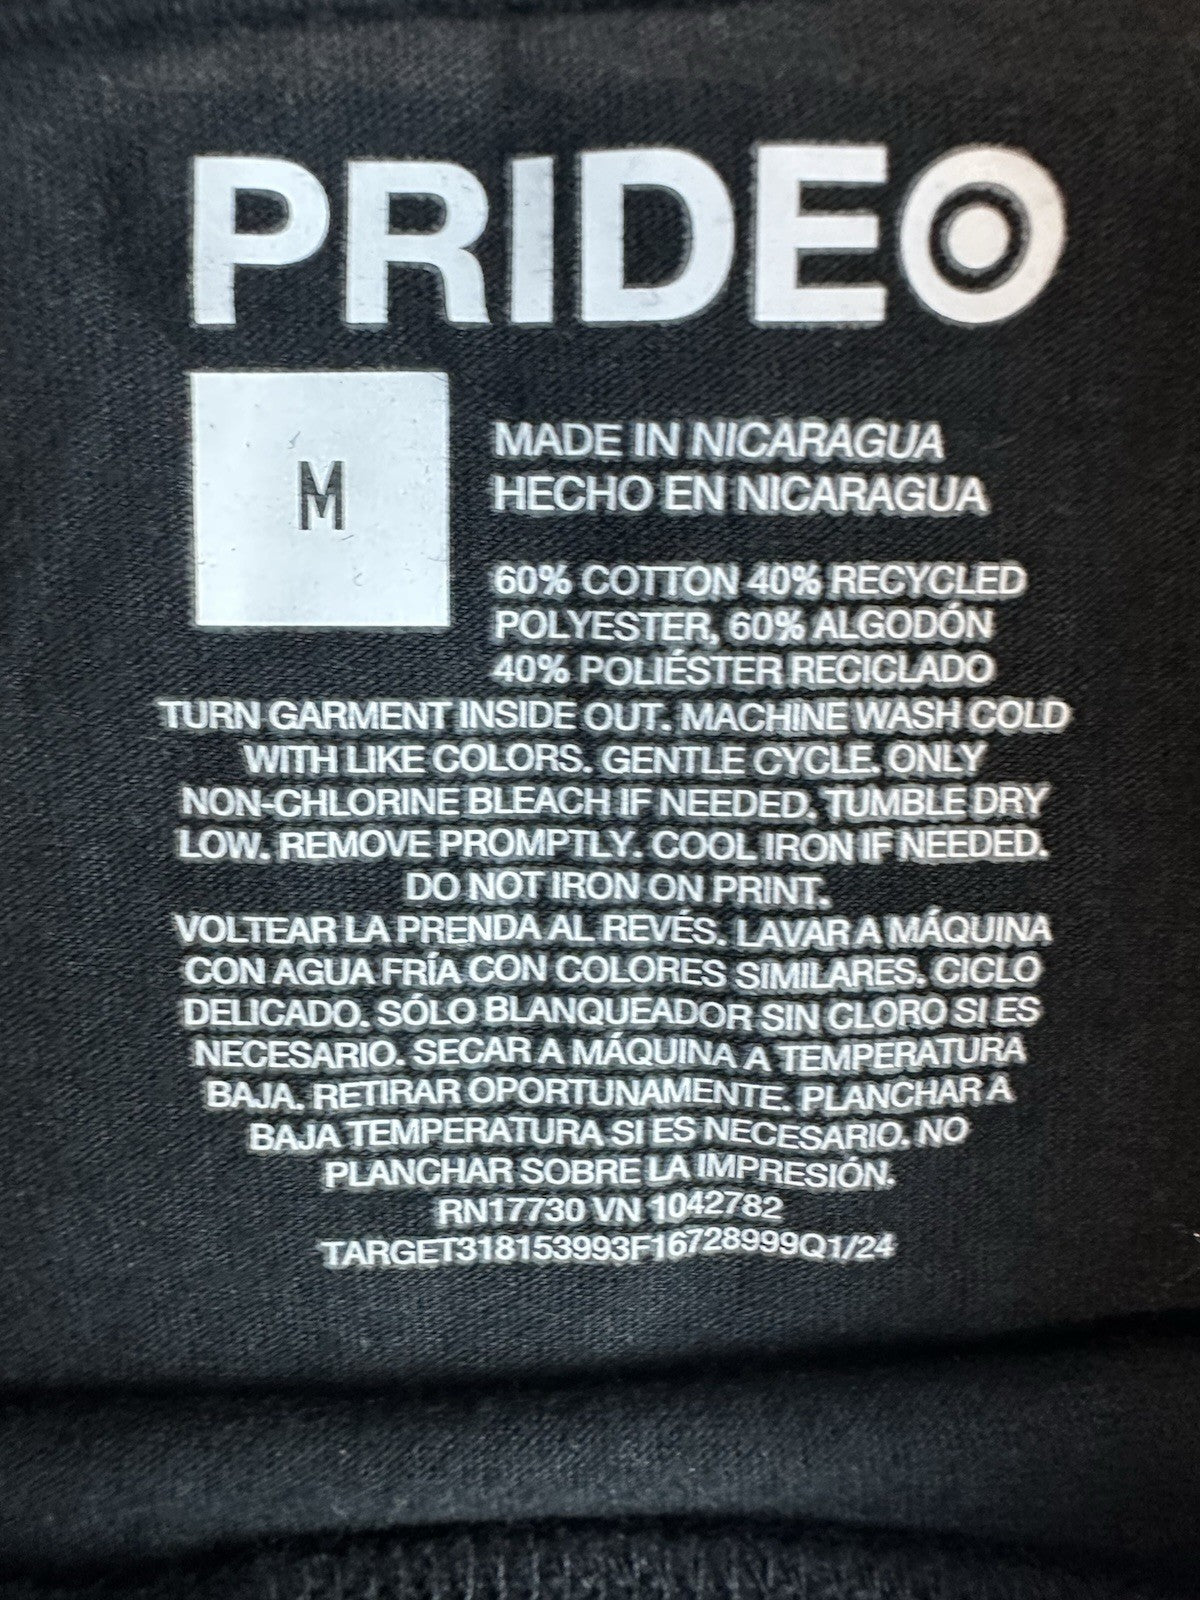 PRIDE
M
MADE IN NICARAGUA
HECHO EN NICARAGUA
60% COTTON 40% RECYCLED
POLYESTER, 60% ALGODÓN
40% POLIÉSTER RECICLADO
TURN GARMENT INSIDE OUT. MACHINE WASH COLD
WITH LIKE COLORS. GENTLE CYCLE. ONLY
NON-CHLORINE BLEACH IF NEEDED. TUMBLE DRY
LOW. REMOVE PROMPTLY. COOL IRON IF NEEDED.
DO NOT IRON ON PRINT.
VOLTEAR LA PRENDA AL REVÉS. LAVAR A MÁQUINA
CON AGUA FRÍA CON COLORES SIMILARES. CICLO
DELICADO. SÓLO BLANQUEADOR SIN CLORO SI ES
NECESARIO. SECAR A MÁQUINA A TEMPERATURA
BAJA. RETIRAR OPORTUNAMENTE. PLANCHAR A
BAJA TEMPERATURA SI ES NECESARIO. NO
PLANCHAR SOBRE LA IMPRESIÓN.
RN17730 VN 1042782
TARGET318153993F16728999Q1/24